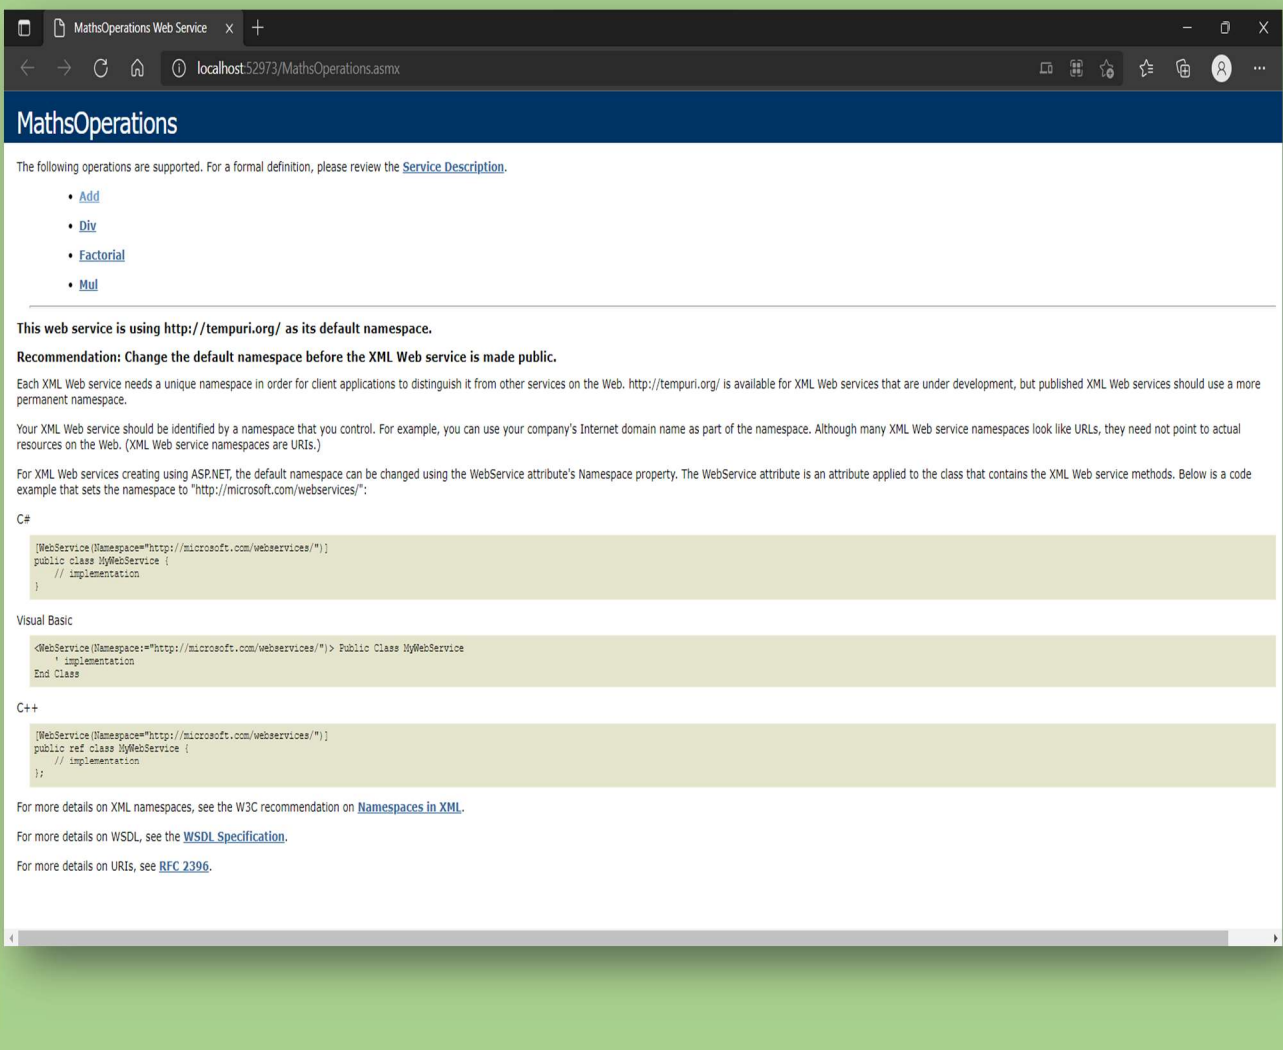 MathsOperations Web Service
localhost:52973/MathsOperations.asmx
MathsOperations
The following operations are supported. For a formal definition, please review the Service Description.
• Add
• Div
• Factorial
• Mul
This web service is using http://tempuri.org/ as its default namespace.
Recommendation: Change the default namespace before the XML Web service is made public.
Each XML Web service needs a unique namespace in order for client applications to distinguish it from other services on the Web. http://tempuri.org/ is available for XML Web services that are under development, but published XML Web services should use a more
permanent namespace.
Your XML Web service should be identified by a namespace that you control. For example, you can use your company's Internet domain name as part of the namespace. Although many XML Web service namespaces look like URLs, they need not point to actual
resources on the Web. (XML Web service namespaces are URIs.)
For XML Web services creating using ASP.NET, the default namespace can be changed using the WebService attribute's Namespace property. The WebService attribute is an attribute applied to the class that contains the XML Web service methods. Below is a code
example that sets the namespace to "http://microsoft.com/webservices/":
C#
[WebService(Namespace="http://microsoft.com/webservices/")]
public class MyWebService {
// implementation
}
Visual Basic
<WebService(Namespace:="http://microsoft.com/webservices/")> Public Class MyWebService
' implementation
End Class
C++
[WebService(Namespace="http://microsoft.com/webservices/")]
public ref class MyWebService {
// implementation
};
For more details on XML namespaces, see the W3C recommendation on Namespaces in XML.
For more details on WSDL, see the WSDL Specification.
For more details on URIs, see RFC 2396.